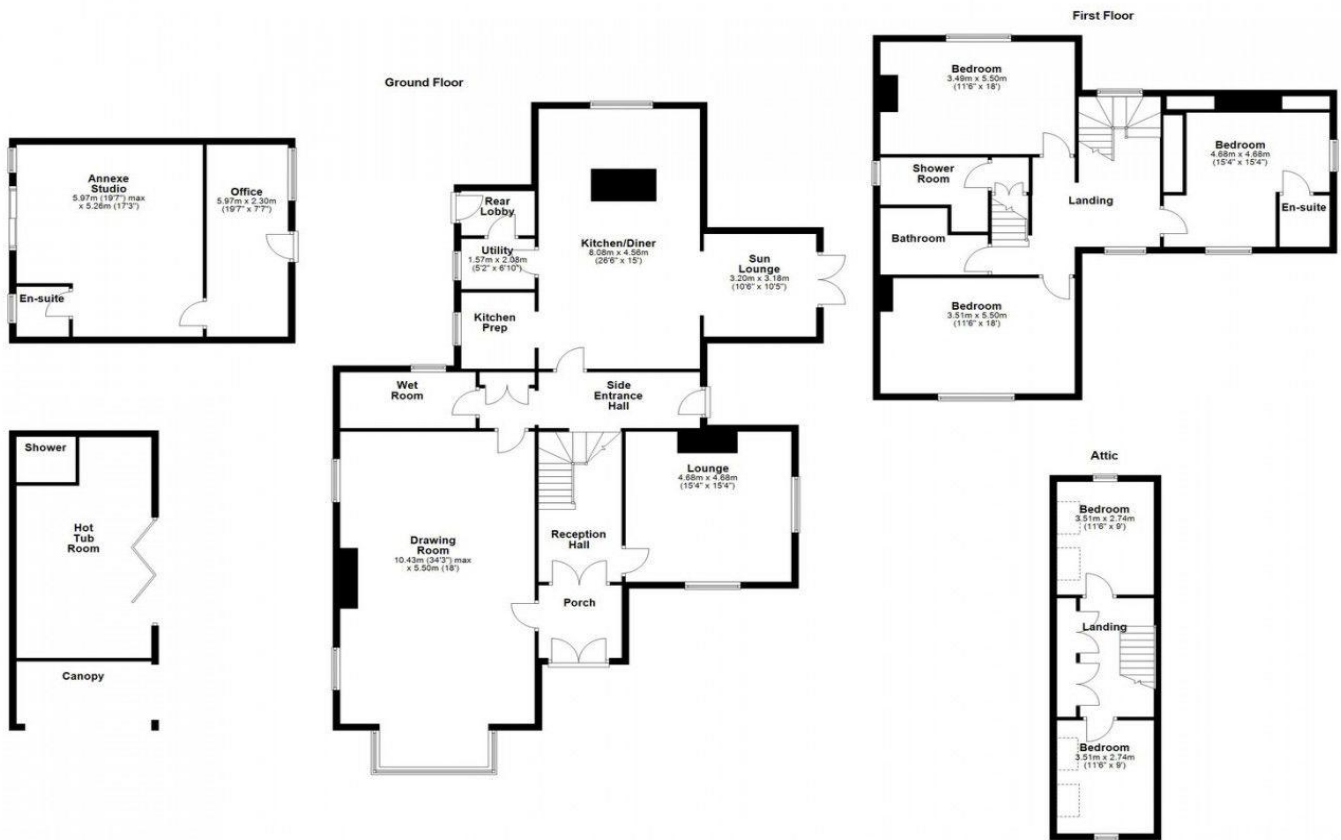 Ground Floor
Annexe
Studio
5.97m (19'7") max
x 5.26m (17'3")
Office
5.97m x 2.30m
(19'7" x 7'7")
En-suite
Shower
Hot
Tub
Room
Canopy
Rear
Lobby
Utility
1.57m x 2.08m
(5'2" x 6'10")
Kitchen
Prep
Kitchen/Diner
8.08m x 4.56m
(26'6" x 15')
Sun
Lounge
3.20m x 3.18m
(10'6" x 10'5")
Wet
Room
Side
Entrance
Hall
Drawing
Room
10.43m (34'3") max
x 5.50m (18')
Reception
Hall
Lounge
4.68m x 4.68m
(15'4" x 15'4")
Porch
First Floor
Bedroom
3.49m x 5.50m
(11'6" x 18')
Shower
Room
Bathroom
Landing
Bedroom
4.68m x 4.68m
(15'4" x 15'4")
En-suite
Bedroom
3.51m x 5.50m
(11'6" x 18')
Attic
Bedroom
3.51m x 2.74m
(11'6" x 9')
Landing
Bedroom
3.51m x 2.74m
(11'6" x 9')